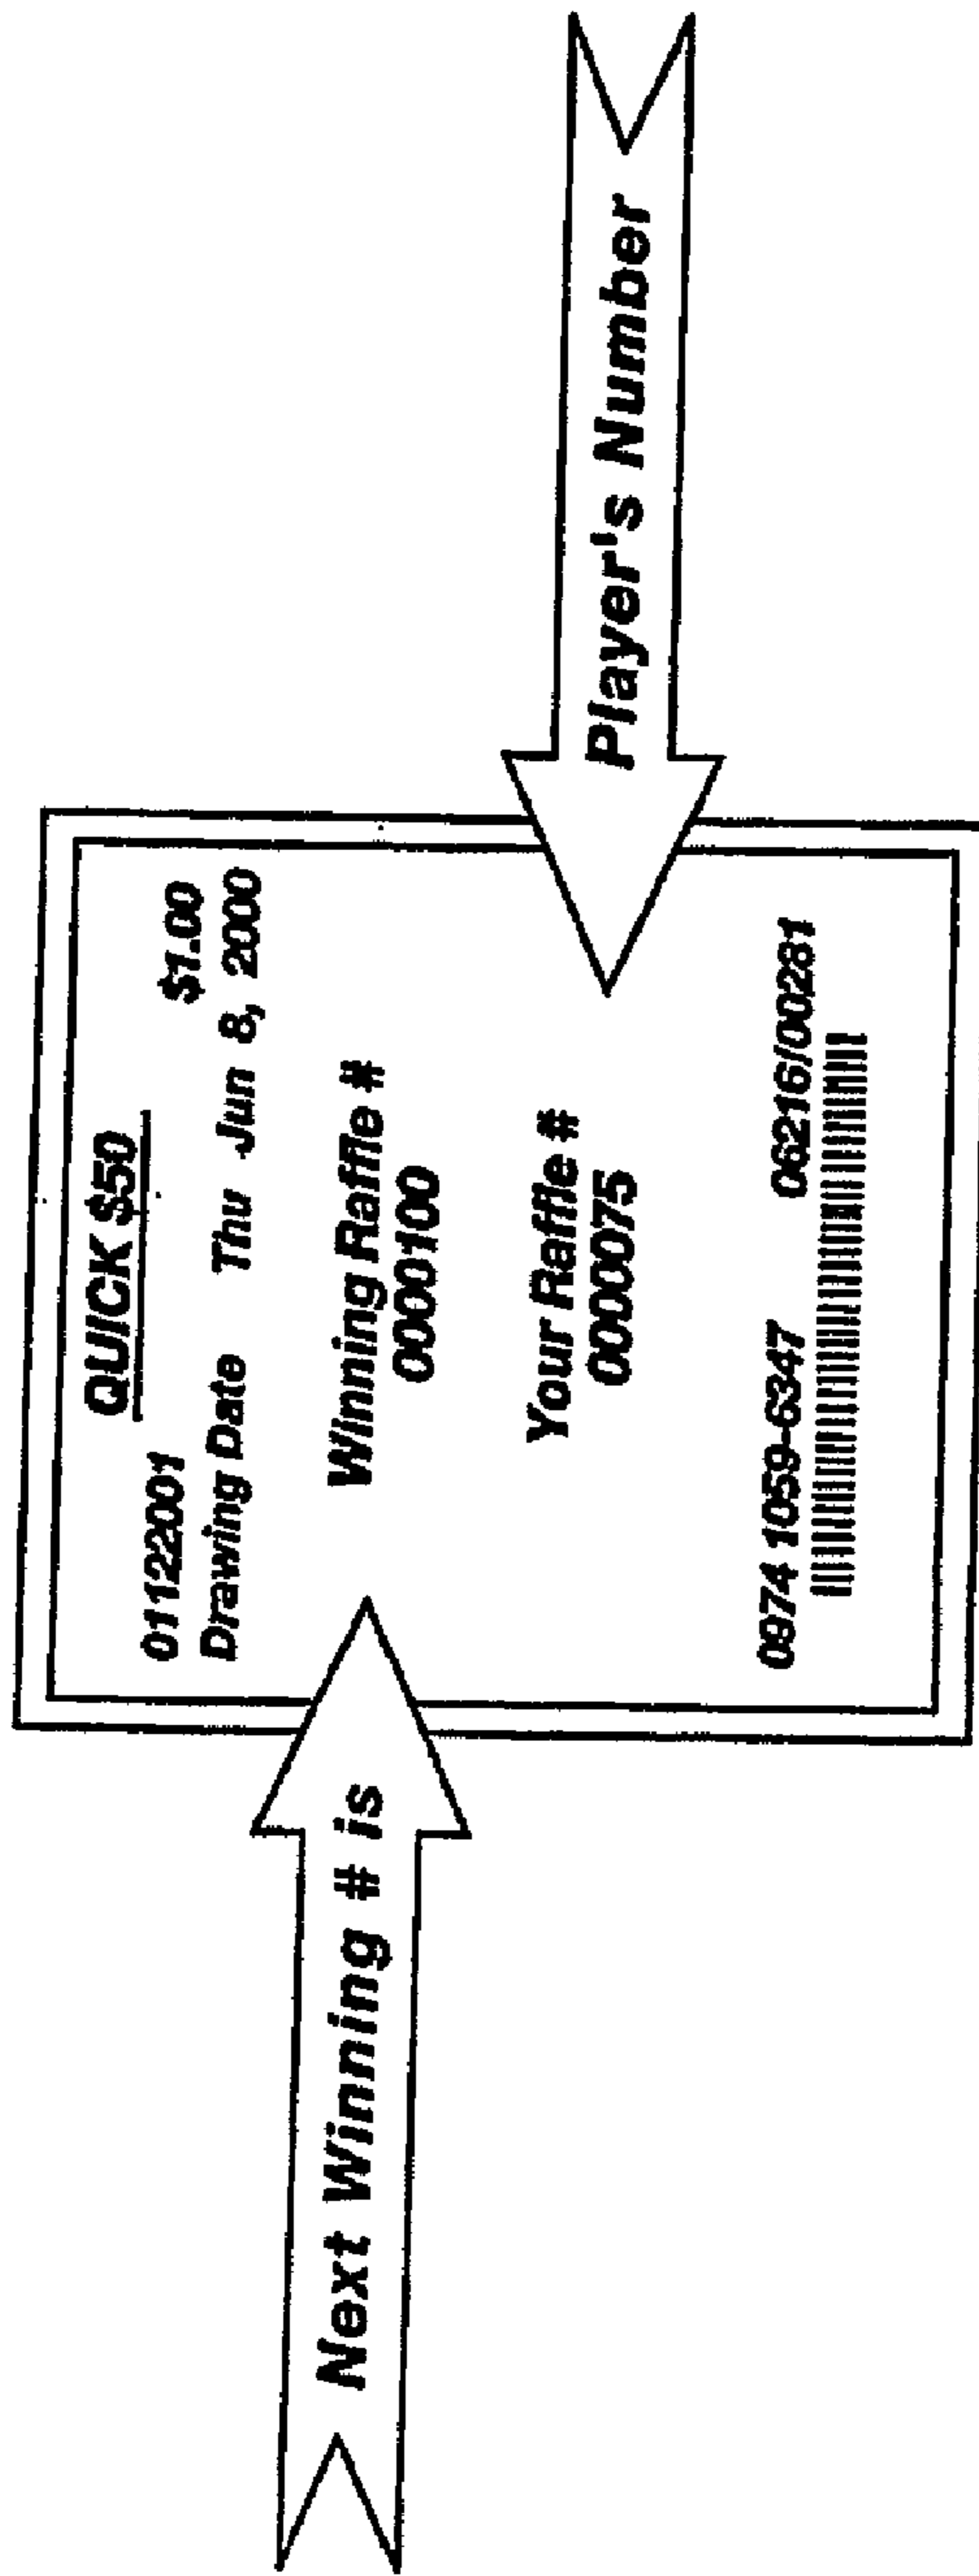 QUICK $50
01122001 $1.00
Drawing Date Thu Jun 8, 2000
Next Winning # is
Winning Raffle #
0000100
Your Raffle #
0000075
Player's Number
0974 1059-6347 06216/00281